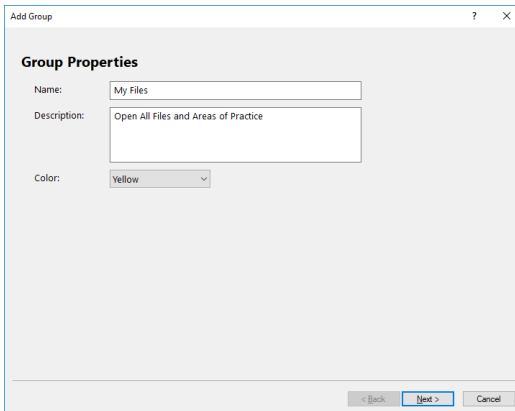 Add Group
?
Group Properties
Name:
My Files
Description:
Open All Files and Areas of Practice
Color:
Yellow
< Back
Next >
Cancel